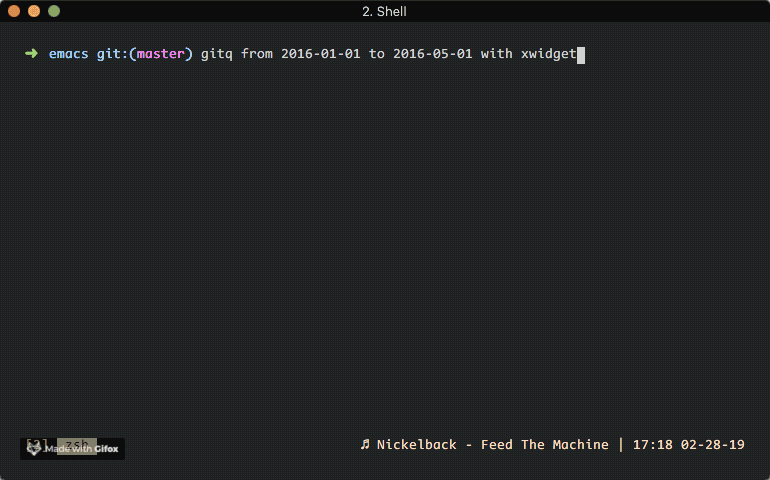 2. Shell
➜ emacs git:(master) gitq from 2016-01-01 to 2016-05-01 with xwidget
[2] zsh
Made with Gifox
♫ Nickelback - Feed The Machine | 17:18 02-28-19